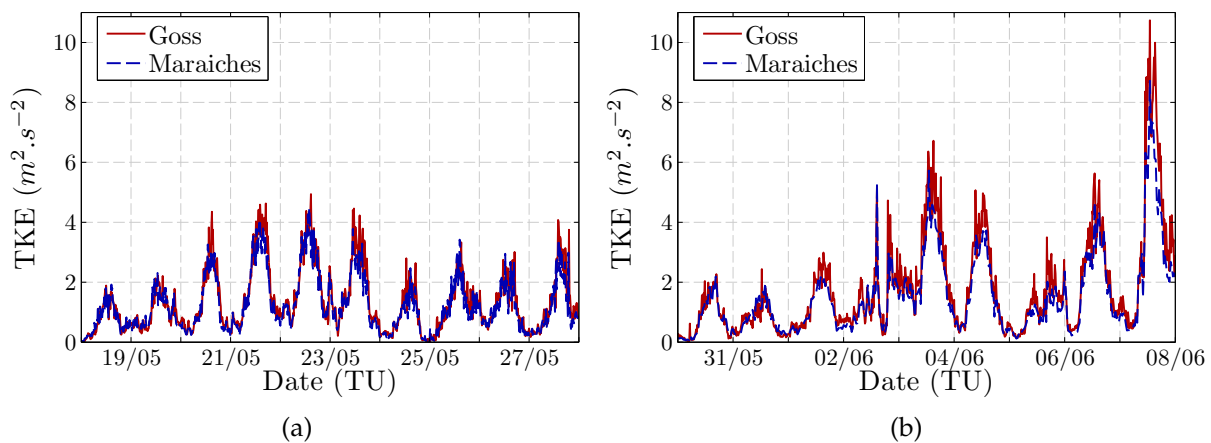 10
8
6
4
2
0
TKE (m².s⁻²)
Goss
Maraiches
19/05
21/05
23/05
25/05
27/05
Date (TU)
(a)
10
8
6
4
2
0
TKE (m².s⁻²)
Goss
Maraiches
31/05
02/06
04/06
06/06
08/06
Date (TU)
(b)